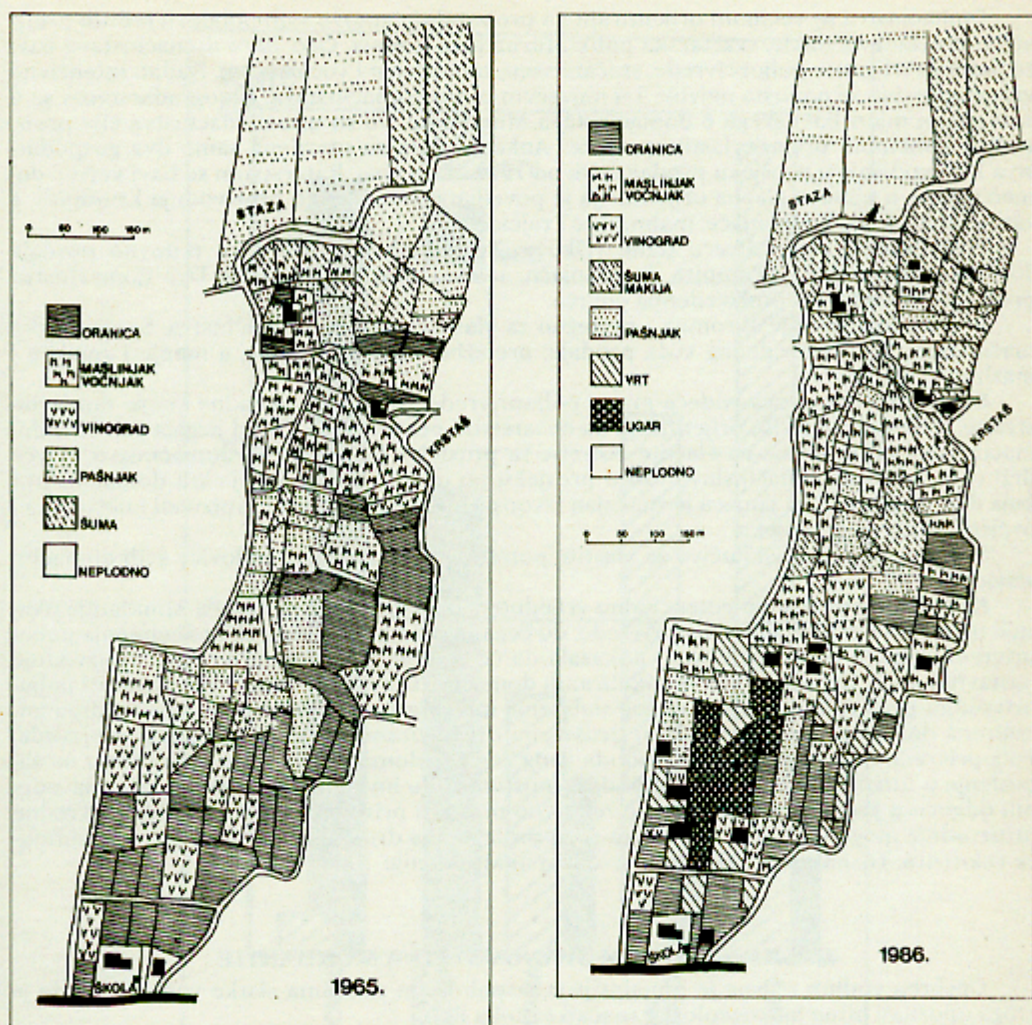 STAZA
0 50 100 150 m
ORANICA
MASLINJAK
VOĆNJAK
VINOGRAD
PAŠNJAK
ŠUMA
NEPLODNO
KRSTAŠ
ŠKOLA
1965.
STAZA
ORANICA
MASLINJAK
VOĆNJAK
VINOGRAD
ŠUMA
MAKIJA
PAŠNJAK
VRT
UGAR
NEPLODNO
0 50 100 150 m
KRSTAŠ
ŠKOLA
1986.